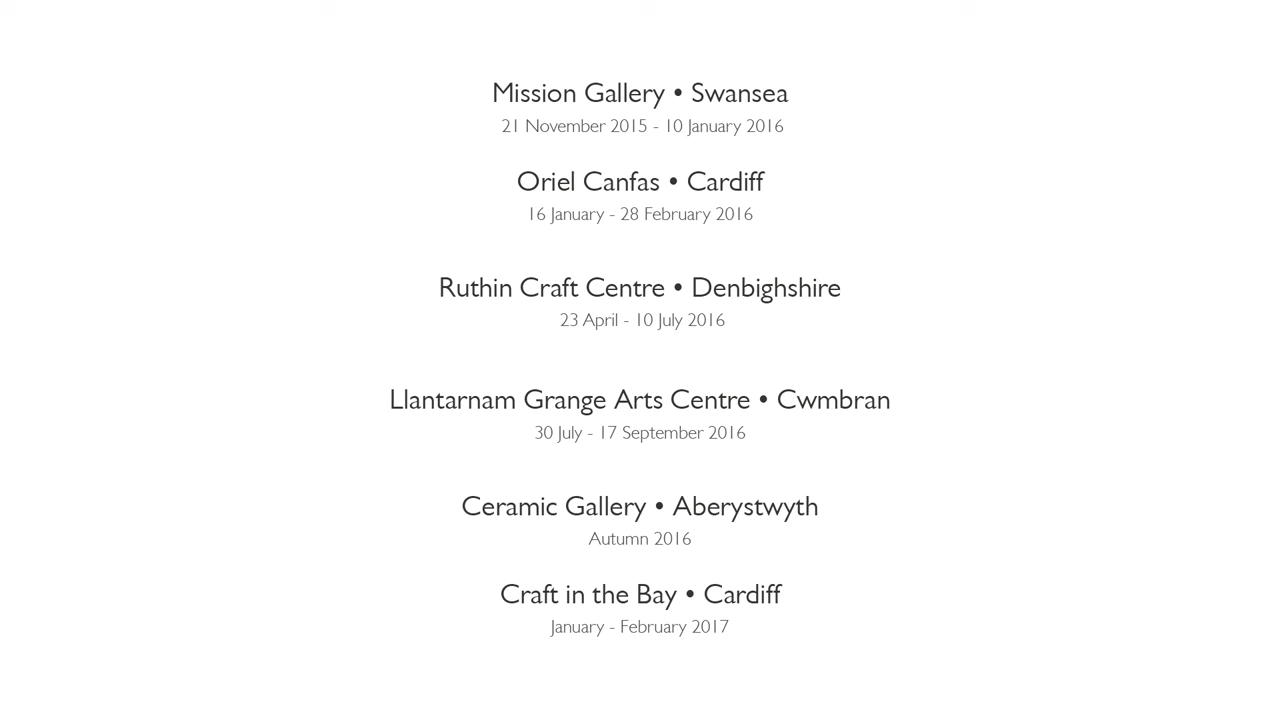 Mission Gallery • Swansea
21 November 2015 - 10 January 2016
Oriel Canfas • Cardiff
16 January - 28 February 2016
Ruthin Craft Centre • Denbighshire
23 April - 10 July 2016
Llantarnam Grange Arts Centre • Cwmbran
30 July - 17 September 2016
Ceramic Gallery • Aberystwyth
Autumn 2016
Craft in the Bay • Cardiff
January - February 2017